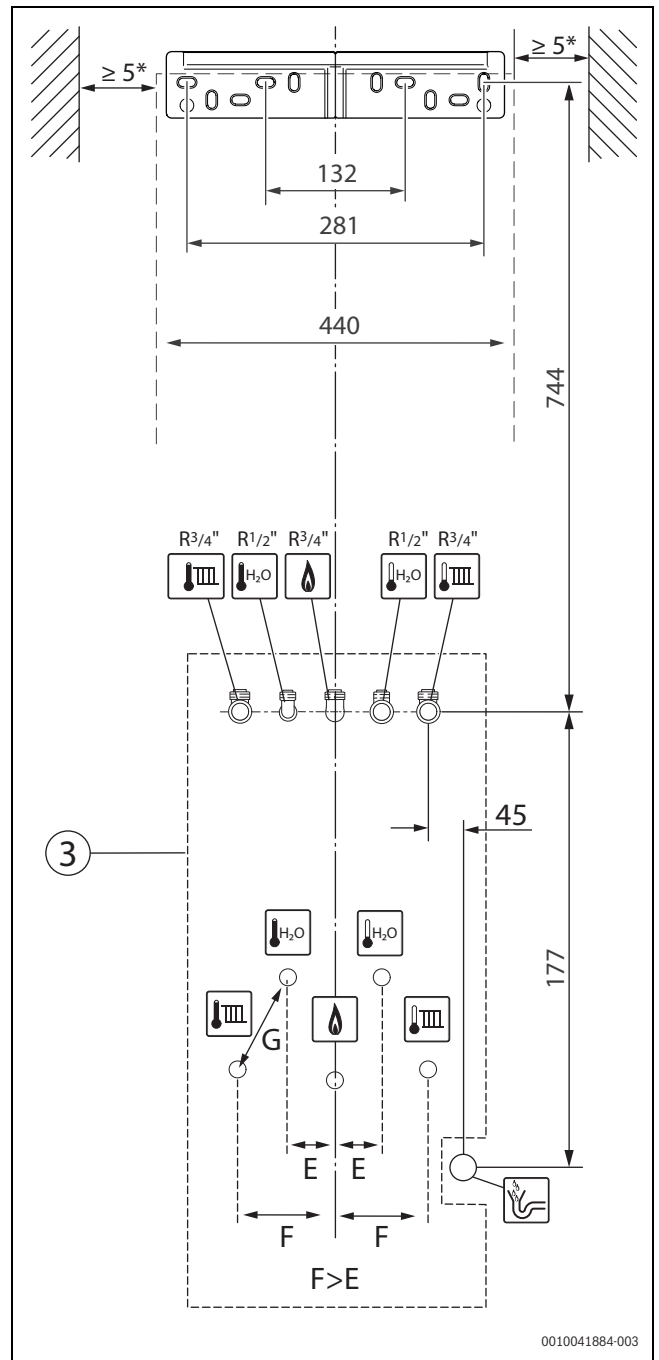 ≥ 5*
≥ 5*
132
281
440
744
R3/4" R1/2" R3/4" R1/2" R3/4"
H₂O H₂O
45
3
H₂O H₂O
177
G
E E
F F
F>E
0010041884-003